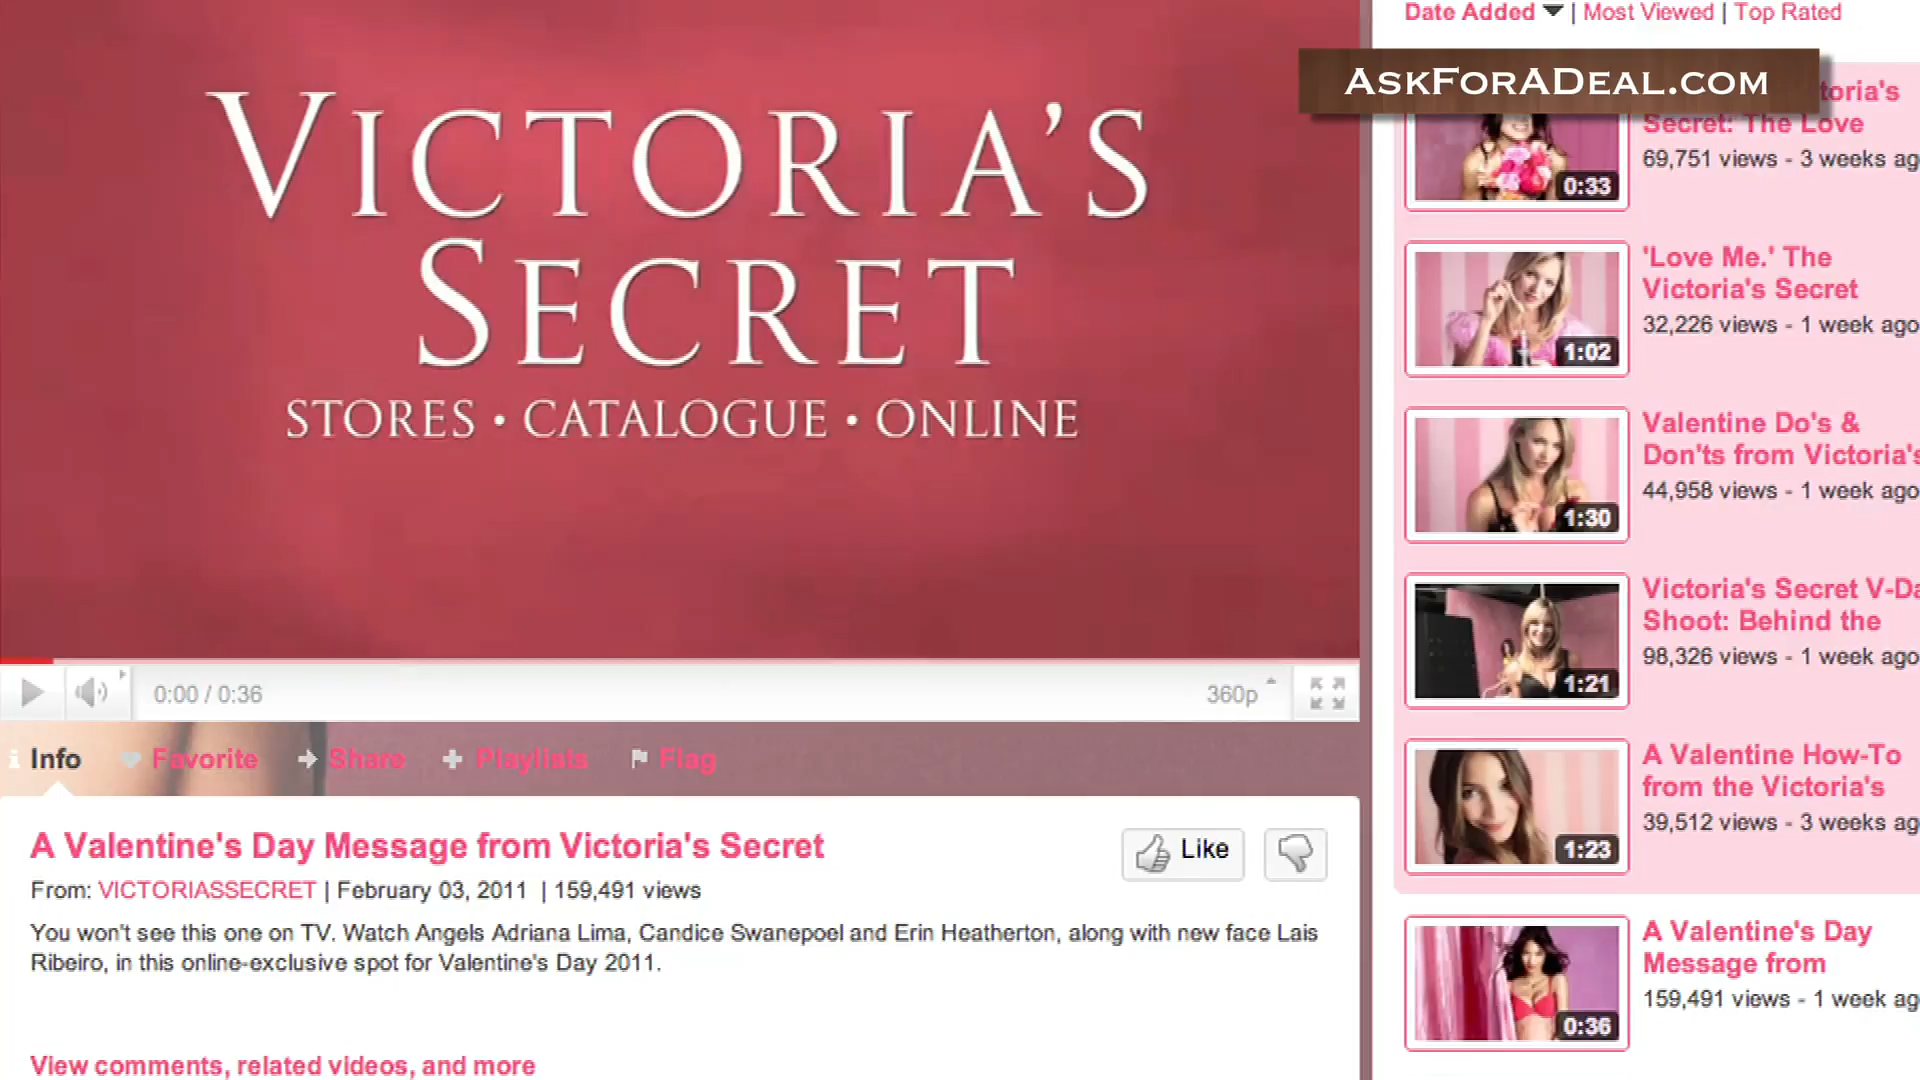 VICTORIA'S
SECRET
STORES • CATALOGUE • ONLINE
0:00 / 0:36
360p
Info
Favorite
Share
Playlists
Flag
A Valentine's Day Message from Victoria's Secret
Like
From: VICTORIASSECRET | February 03, 2011 | 159,491 views
You won't see this one on TV. Watch Angels Adriana Lima, Candice Swanepoel and Erin Heatherton, along with new face Lais
Ribeiro, in this online-exclusive spot for Valentine's Day 2011.
View comments, related videos, and more
Date Added | Most Viewed | Top Rated
ASKFORADEAL.COM
toria's
Secret: The Love
69,751 views - 3 weeks ag
0:33
'Love Me.' The
Victoria's Secret
32,226 views - 1 week ago
1:02
Valentine Do's &
Don'ts from Victoria's
44,958 views - 1 week ago
1:30
Victoria's Secret V-Da
Shoot: Behind the
98,326 views - 1 week ago
1:21
A Valentine How-To
from the Victoria's
39,512 views - 3 weeks ag
1:23
A Valentine's Day
Message from
159,491 views - 1 week ag
0:36